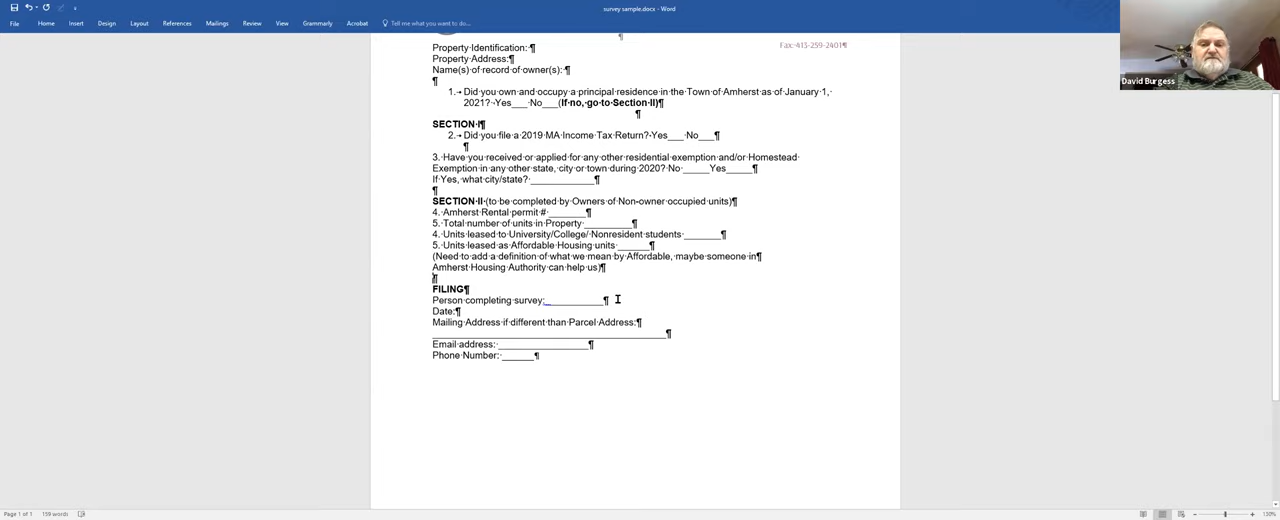 survey sample.docx - Word
File Home Insert Design Layout References Mailings Review View Grammarly Acrobat Tell me what you want to do...
Fax: 413-259-2401¶
Property Identification: ¶
Property Address:¶
Name(s) of record of owner(s): ¶
¶
1. Did you own and occupy a principal residence in the Town of Amherst as of January 1,
2021? Yes___ No___(If no, go to Section II)¶
¶
SECTION I¶
2. Did you file a 2019 MA Income Tax Return? Yes___ No___¶
¶
3. Have you received or applied for any other residential exemption and/or Homestead
Exemption in any other state, city or town during 2020? No _____Yes_____¶
If Yes, what city/state? ____________¶
¶
SECTION II (to be completed by Owners of Non-owner occupied units)¶
4. Amherst Rental permit # _______¶
5. Total number of units in Property _________¶
4. Units leased to University/College/ Nonresident students _______¶
5. Units leased as Affordable Housing units ______¶
(Need to add a definition of what we mean by Affordable, maybe someone in¶
Amherst Housing Authority can help us)¶
¶
FILING¶
Person completing survey:___________¶
Date:¶
Mailing Address if different than Parcel Address:¶
____________________________________________¶
Email address: _________________¶
Phone Number: ______¶
David Burgess
Page 1 of 1 159 words 130%